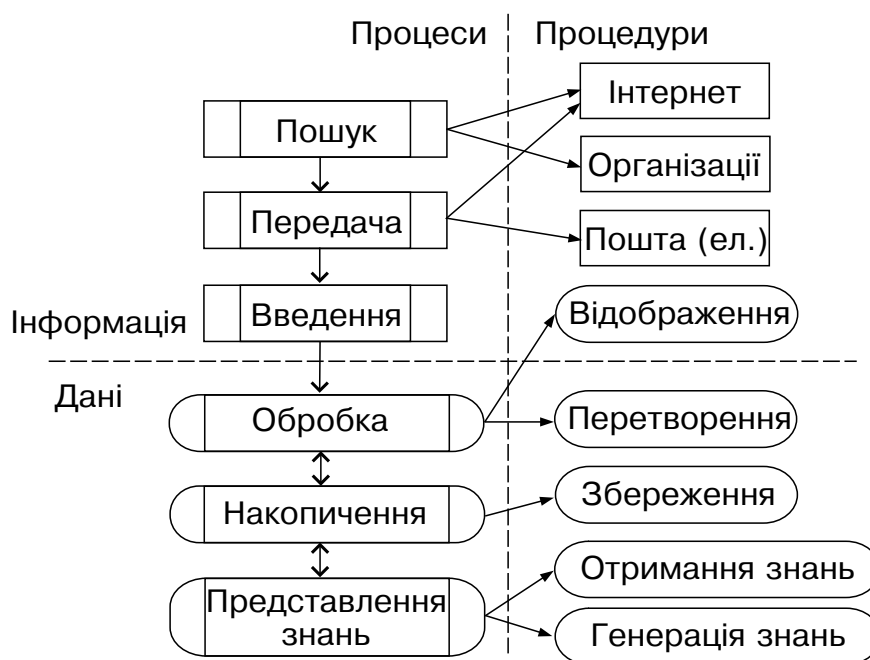 Процеси
Процедури
Інтернет
Пошук
Організації
Передача
Пошта (ел.)
Введення
Відображення
Інформація
Дані
Обробка
Перетворення
Накопичення
Збереження
Представлення
знань
Отримання знань
Генерація знань